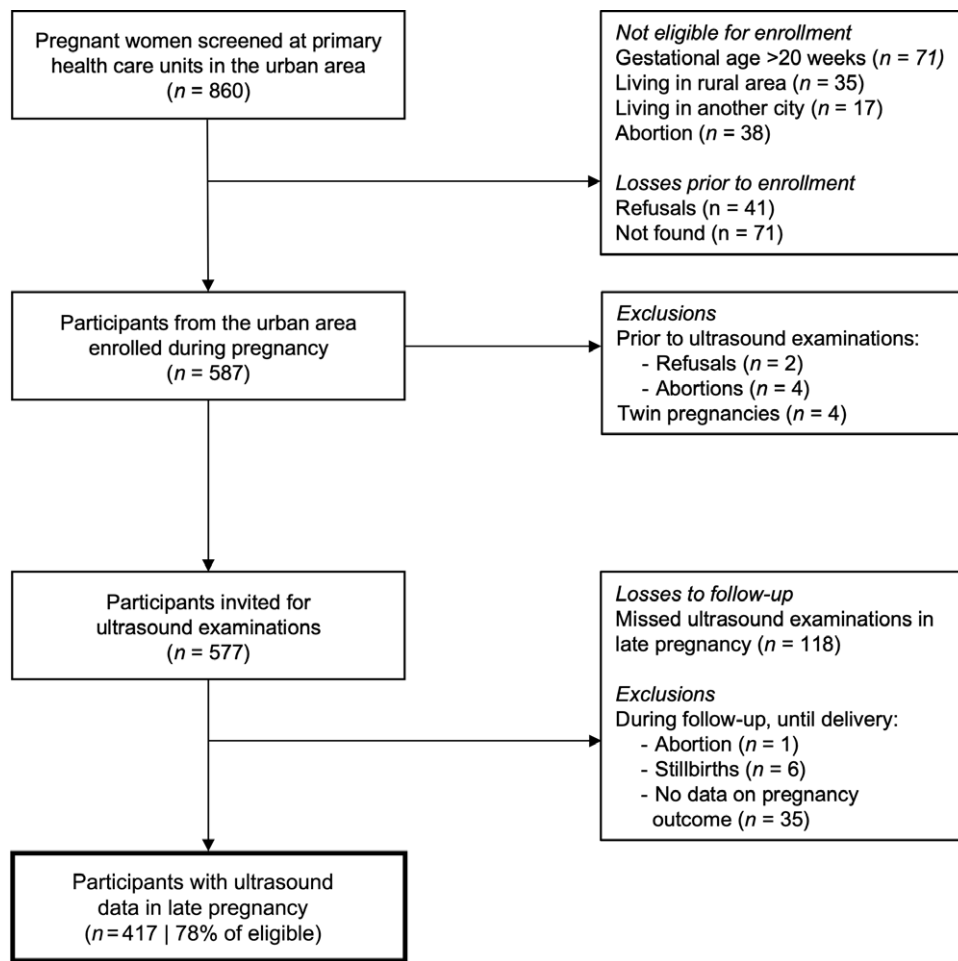 Pregnant women screened at primary
health care units in the urban area
(n = 860)
Not eligible for enrollment
Gestational age >20 weeks (n = 71)
Living in rural area (n = 35)
Living in another city (n = 17)
Abortion (n = 38)
Losses prior to enrollment
Refusals (n = 41)
Not found (n = 71)
Participants from the urban area
enrolled during pregnancy
(n = 587)
Exclusions
Prior to ultrasound examinations:
- Refusals (n = 2)
- Abortions (n = 4)
Twin pregnancies (n = 4)
Participants invited for
ultrasound examinations
(n = 577)
Losses to follow-up
Missed ultrasound examinations in
late pregnancy (n = 118)
Exclusions
During follow-up, until delivery:
- Abortion (n = 1)
- Stillbirths (n = 6)
- No data on pregnancy
outcome (n = 35)
Participants with ultrasound
data in late pregnancy
(n = 417 | 78% of eligible)